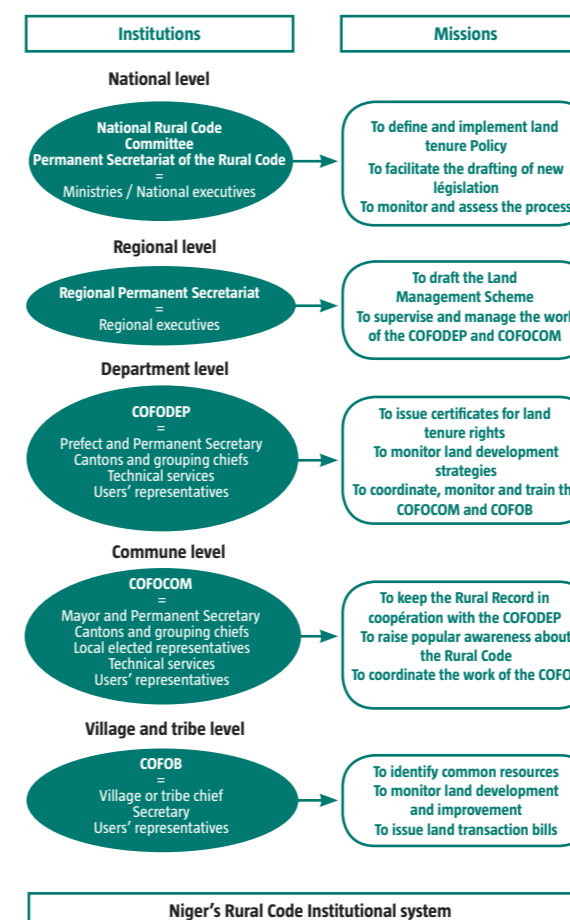 Institutions
Missions
National level
National Rural Code
Committee
Permanent Secretariat of the Rural Code
=
Ministries / National executives
To define and implement land
tenure Policy
To facilitate the drafting of new
législation
To monitor and assess the process
Regional level
Regional Permanent Secretariat
=
Regional executives
To draft the Land
Management Scheme
To supervise and manage the work
of the COFODEP and COFOCOM
Department level
COFODEP
=
Prefect and Permanent Secretary
Cantons and grouping chiefs
Technical services
Users' representatives
To issue certificates for land
tenure rights
To monitor land development
strategies
To coordinate, monitor and train th
COFOCOM and COFOB
Commune level
COFOCOM
=
Mayor and Permanent Secretary
Cantons and grouping chiefs
Local elected representatives
Technical services
Users' representatives
To keep the Rural Record in
coopération with the COFODEP
To raise popular awareness about
the Rural Code
To coordinate the work of the COFO
Village and tribe level
COFOB
=
Village or tribe chief
Secretary
Users' representatives
To identify common resources
To monitor land development
and improvement
To issue land transaction bills
Niger's Rural Code Institutional system